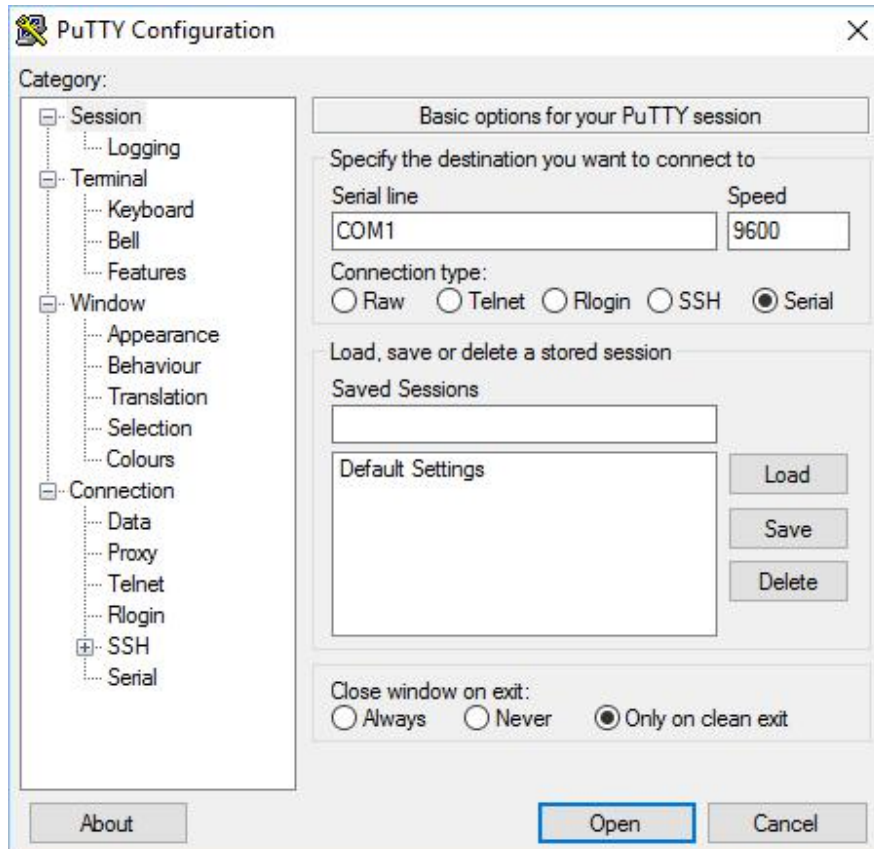 PuTTY Configuration
Category:
Session
Logging
Terminal
Keyboard
Bell
Features
Window
Appearance
Behaviour
Translation
Selection
Colours
Connection
Data
Proxy
Telnet
Rlogin
SSH
Serial
Basic options for your PuTTY session
Specify the destination you want to connect to
Serial line Speed
COM1 9600
Connection type:
Raw Telnet Rlogin SSH Serial
Load, save or delete a stored session
Saved Sessions
Default Settings
Load
Save
Delete
Close window on exit:
Always Never Only on clean exit
About Open Cancel